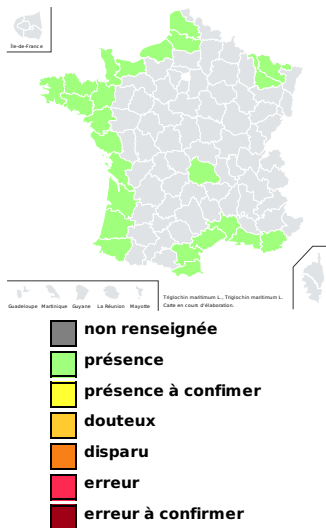 Île-de-France
Guadeloupe Martinique Guyane La Réunion Mayotte
Triglochin maritimum L., Triglochin maritimum L.
Carte en cours d'élaboration.
non renseignée
présence
présence à confimer
douteux
disparu
erreur
erreur à confirmer